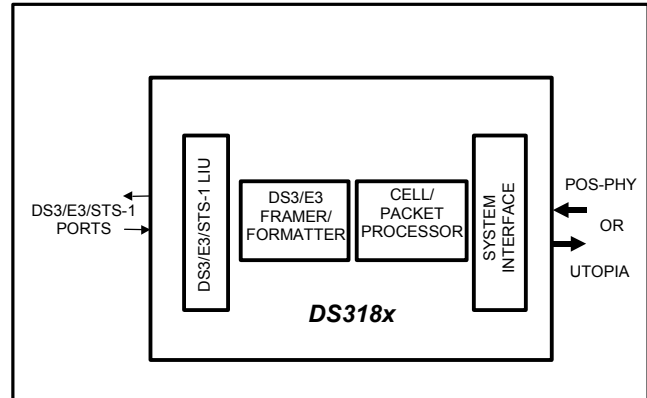 DS3/E3/STS-1
PORTS
DS3/E3/STS-1 LIU
DS3/E3
FRAMER/
FORMATTER
CELL/
PACKET
PROCESSOR
SYSTEM
INTERFACE
POS-PHY
OR
UTOPIA
DS318x